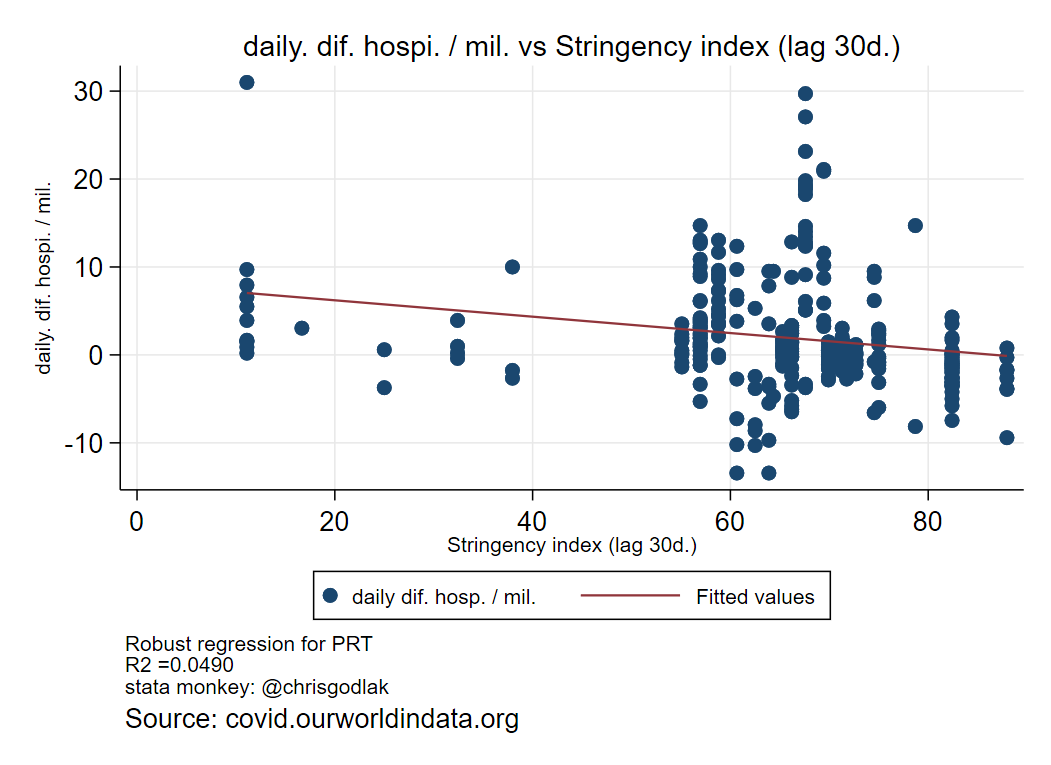 daily. dif. hospi. / mil. vs Stringency index (lag 30d.)
daily. dif. hospi. / mil.
30
20
10
0
-10
0 20 40 60 80
Stringency index (lag 30d.)
daily dif. hosp. / mil. Fitted values
Robust regression for PRT
R2 =0.0490
stata monkey: @chrisgodlak
Source: covid.ourworldindata.org